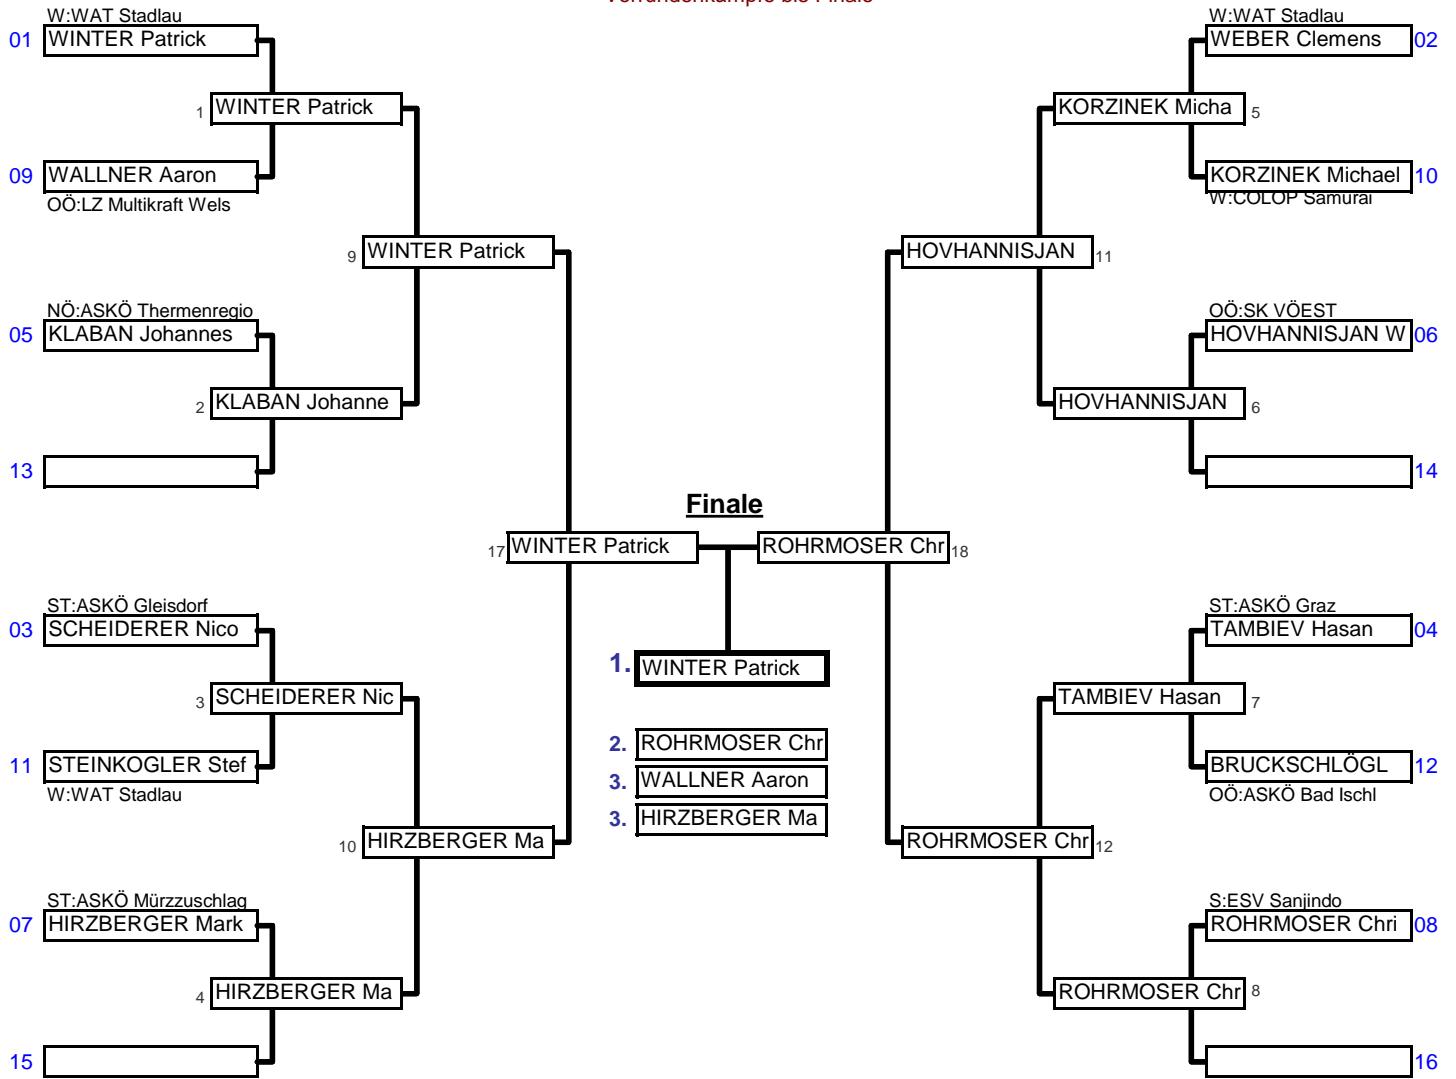 Vorrundenkämpfe bis Finale
W:WAT Stadlau
01 WINTER Patrick
1 WINTER Patrick
09 WALLNER Aaron
OÖ:LZ Multikraft Wels
9 WINTER Patrick
NÖ:ASKÖ Thermenregio
05 KLABAN Johannes
2 KLABAN Johanne
13
17 WINTER Patrick
ST:ASKÖ Gleisdorf
03 SCHEIDERER Nico
3 SCHEIDERER Nic
11 STEINKOGLER Stef
W:WAT Stadlau
10 HIRZBERGER Ma
ST:ASKÖ Mürzzuschlag
07 HIRZBERGER Mark
4 HIRZBERGER Ma
15
Finale
1. WINTER Patrick
2. ROHRMOSER Chr
3. WALLNER Aaron
3. HIRZBERGER Ma
W:WAT Stadlau
WEBER Clemens 02
KORZINEK Micha 5
KORZINEK Michael 10
W:COLOP Samurai
HOVHANNISJAN 11
OÖ:SK VÖEST
HOVHANNISJAN W 06
HOVHANNISJAN 6
14
ROHRMOSER Chr 18
ST:ASKÖ Graz
TAMBIEV Hasan 04
TAMBIEV Hasan 7
BRUCKSCHLÖGL 12
OÖ:ASKÖ Bad Ischl
ROHRMOSER Chr 12
S:ESV Sanjindo
ROHRMOSER Chri 08
ROHRMOSER Chr 8
16